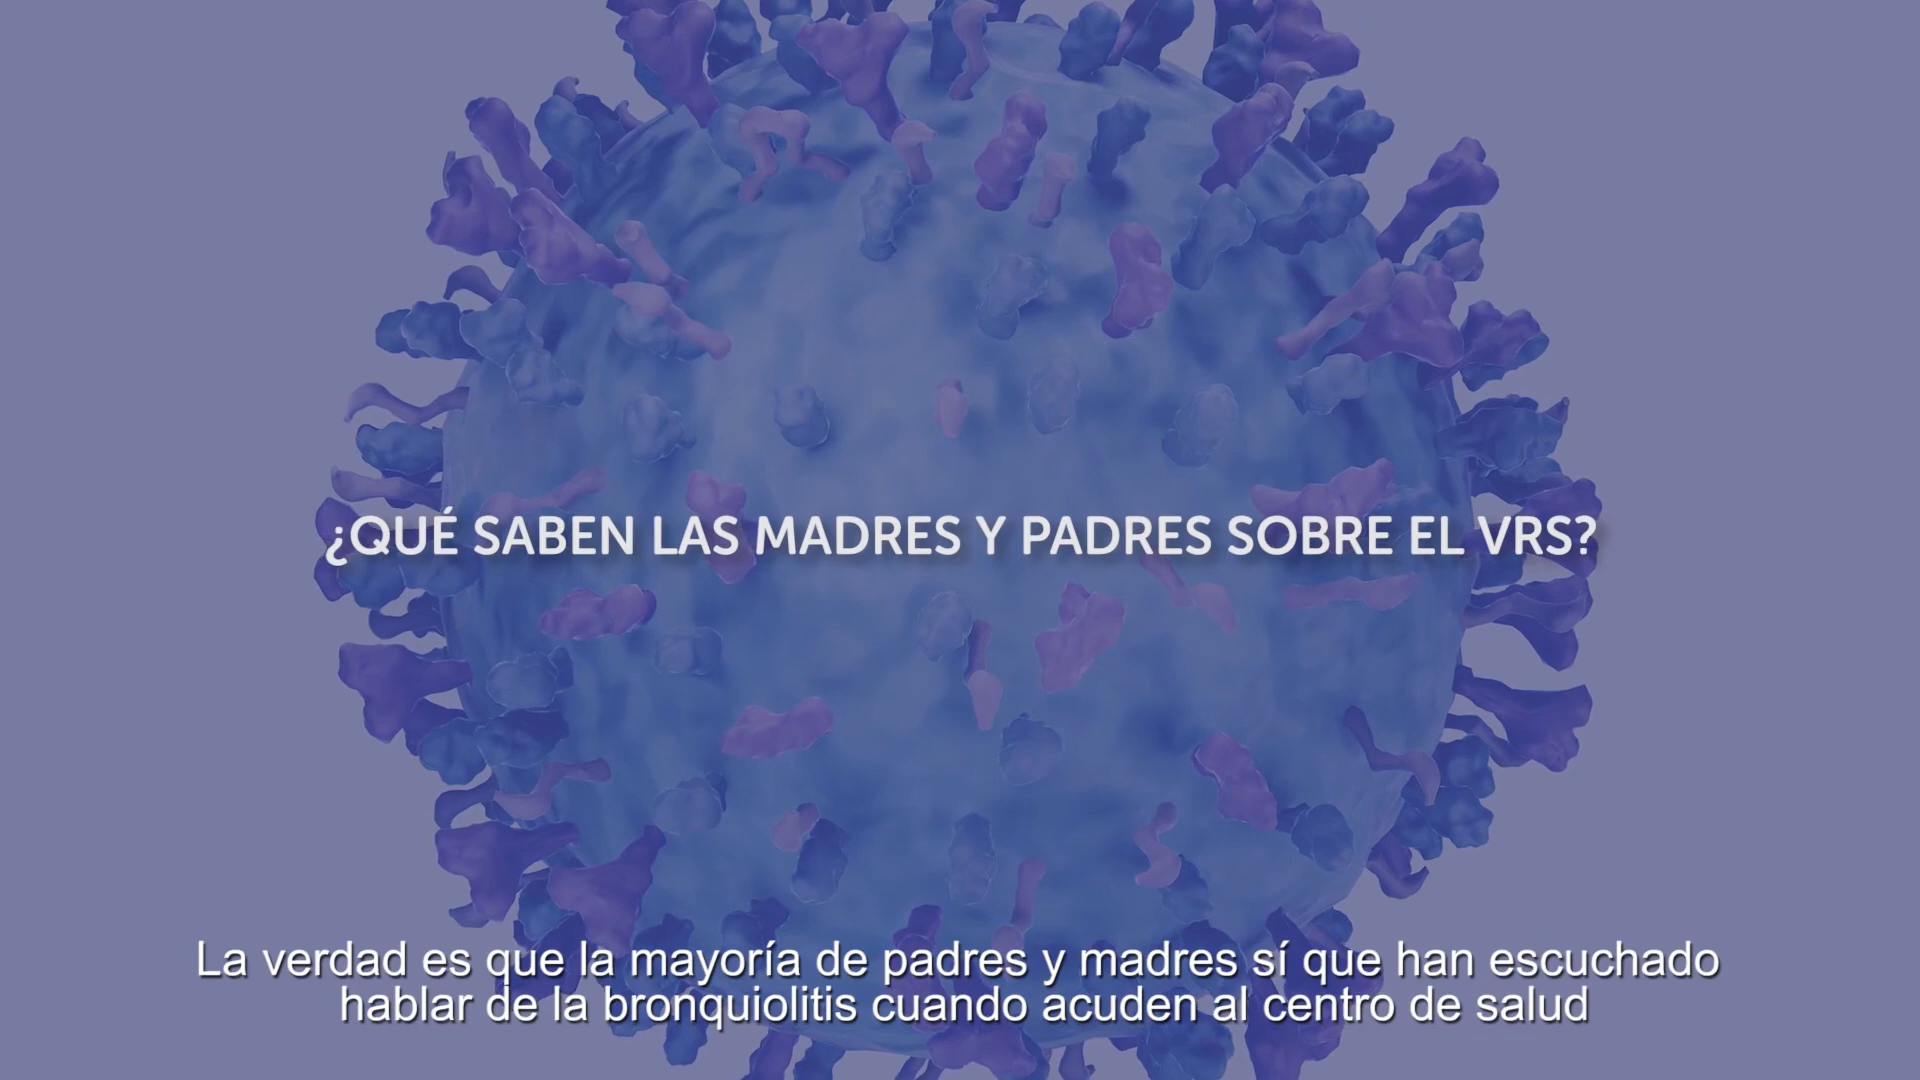 ¿QUÉ SABEN LAS MADRES Y PADRES SOBRE EL VRS?
La verdad es que la mayoría de padres y madres sí que han escuchado
hablar de la bronquiolitis cuando acuden al centro de salud